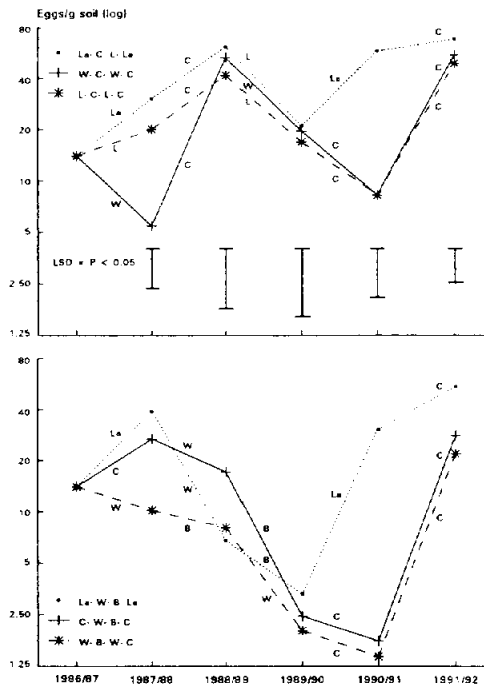 Eggs/g soil (log)
80
La-C L-La
W-C-W-C
L-C-L-C
40
20
10
5
2.50
1.25
La
L
W
C
C
C
L
W
L
La
C
C
C
C
C
LSD = P < 0.05
80
40
20
10
5
2.50
1.25
La
C
W
W
W
B
B
B
W
La
C
C
C
C
C
La-W-B La
C-W-B-C
W-B-W-C
1986/87 1987/88 1988/89 1989/90 1990/91 1991/92